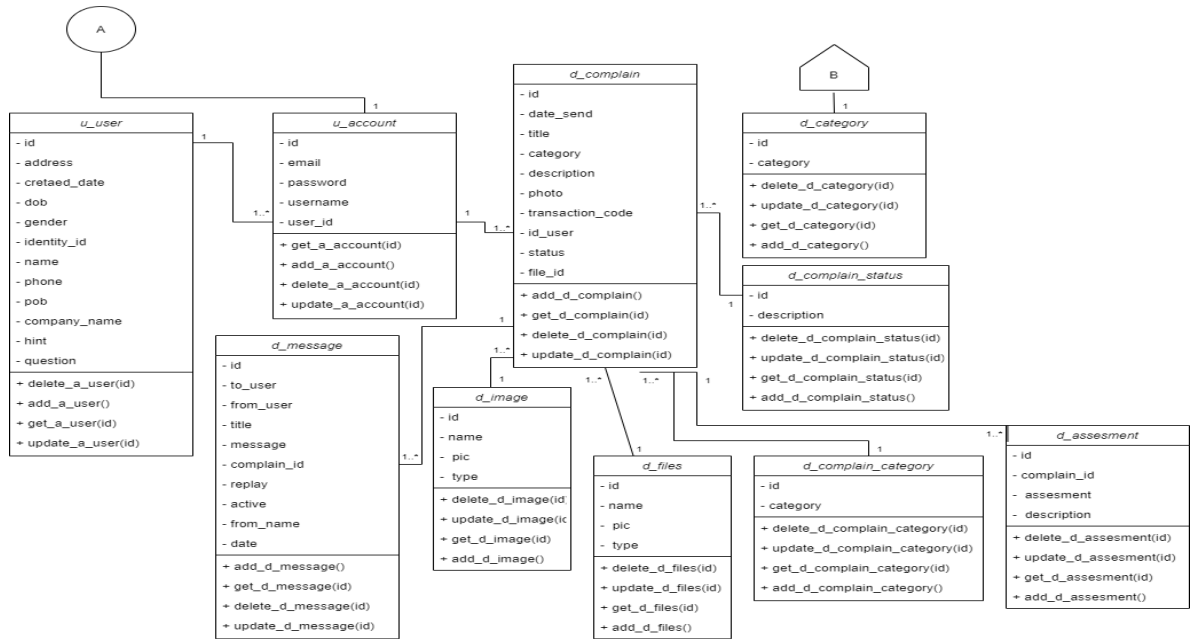 A
1
u_user
- id
- address
- cretaed_date
- dob
- gender
- identity_id
- name
- phone
- pob
- company_name
- hint
- question
+ delete_a_user(id)
+ add_a_user()
+ get_a_user(id)
+ update_a_user(id)
1
1..*
u_account
- id
- email
- password
- username
- user_id
+ get_a_account(id)
+ add_a_account()
+ delete_a_account(id)
+ update_a_account(id)
1
1..*
d_complain
- id
- date_send
- title
- category
- description
- photo
- transaction_code
- id_user
- status
- file_id
+ add_d_complain()
+ get_d_complain(id)
+ delete_d_complain(id)
+ update_d_complain(id)
B
1
d_category
- id
- category
+ delete_d_category(id)
+ update_d_category(id)
+ get_d_category(id)
+ add_d_category()
1..*
1
d_complain_status
- id
- description
+ delete_d_complain_status(id)
+ update_d_complain_status(id)
+ get_d_complain_status(id)
+ add_d_complain_status()
1
1..*
d_message
- id
- to_user
- from_user
- title
- message
- complain_id
- replay
- active
- from_name
- date
+ add_d_message()
+ get_d_message(id)
+ delete_d_message(id)
+ update_d_message(id)
1..*
1
d_image
- id
- name
- pic
- type
+ delete_d_image(id)
+ update_d_image(id
+ get_d_image(id)
+ add_d_image()
1..*
1
d_files
- id
- name
- pic
- type
+ delete_d_files(id)
+ update_d_files(id)
+ get_d_files(id)
+ add_d_files()
1..*
1
d_complain_category
- id
- category
+ delete_d_complain_category(id)
+ update_d_complain_category(id)
+ get_d_complain_category(id)
+ add_d_complain_category()
1
1..*
d_assesment
- id
- complain_id
- assesment
- description
+ delete_d_assesment(id)
+ update_d_assesment(id)
+ get_d_assesment(id)
+ add_d_assesment()